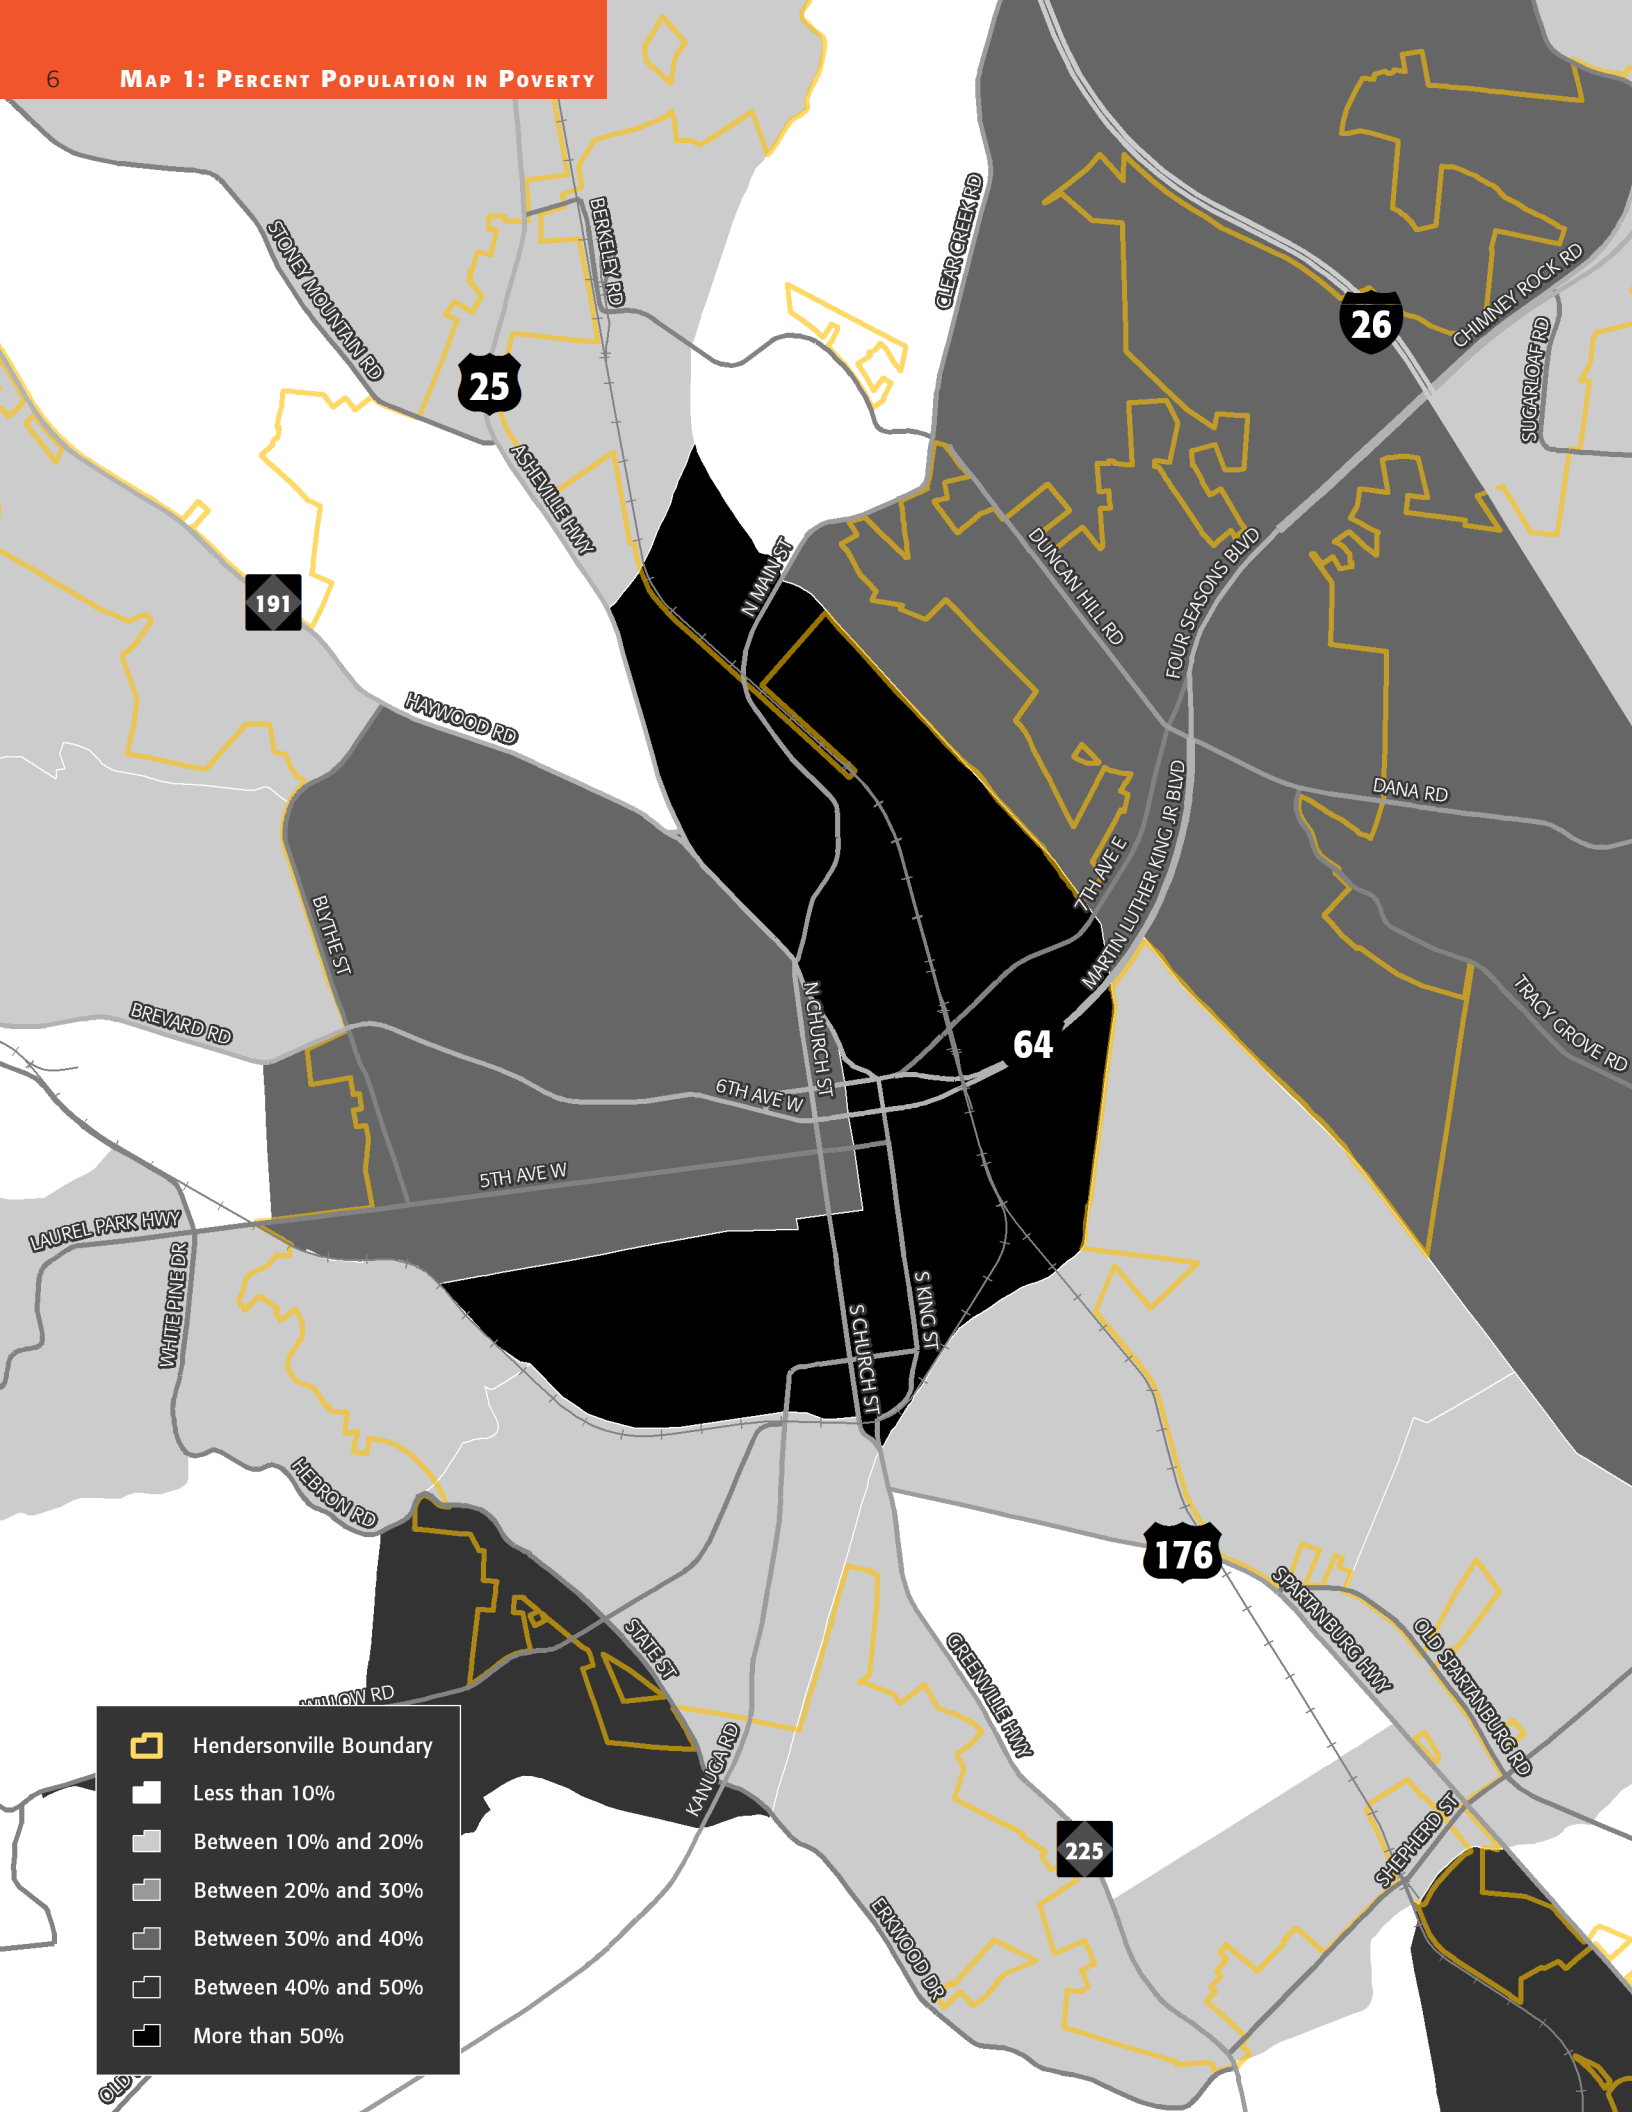 6 MAP 1: PERCENT POPULATION IN POVERTY
STONEY MOUNTAIN RD
BERKELEY RD
CLEAR CREEK RD
26
CHIMNEY ROCK RD
SUGARLOAF RD
25
ASHEVILLE HWY
N MAIN ST
DUNCAN HILL RD
FOUR SEASONS BLVD
191
HAYWOOD RD
DANA RD
7TH AVE E
MARTIN LUTHER KING JR BLVD
BLYTHE ST
BREVARD RD
N CHURCH ST
64
TRACY GROVE RD
6TH AVE W
5TH AVE W
LAUREL PARK HWY
WHITE PINE DR
S KING ST
S CHURCH ST
HEBRON RD
176
SPARTANBURG HWY
OLD SPARTANBURG RD
STATE ST
GREENVILLE HWY
WILLOW RD
KANUGA RD
SHEPHERD ST
225
ERKWOOD DR
Hendersonville Boundary
Less than 10%
Between 10% and 20%
Between 20% and 30%
Between 30% and 40%
Between 40% and 50%
More than 50%
OLD